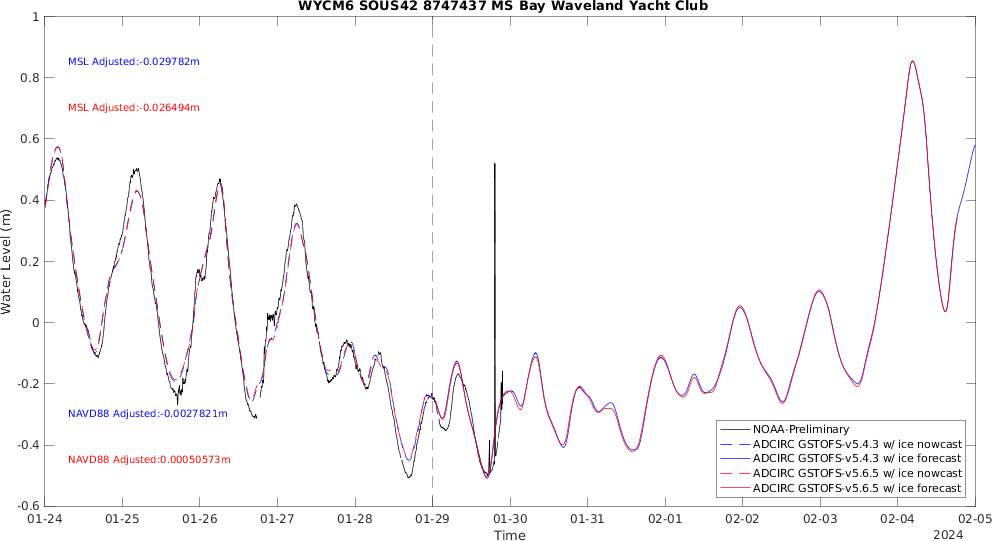 WYCM6 SOUS42 8747437 MS Bay Waveland Yacht Club
1
0.8
0.6
0.4
0.2
0
-0.2
-0.4
-0.6
Water Level (m)
MSL Adjusted:-0.029782m
MSL Adjusted:-0.026494m
NAVD88 Adjusted:-0.0027821m
NAVD88 Adjusted:0.00050573m
NOAA-Preliminary
ADCIRC GSTOFS-v5.4.3 w/ ice nowcast
ADCIRC GSTOFS-v5.4.3 w/ ice forecast
ADCIRC GSTOFS-v5.6.5 w/ ice nowcast
ADCIRC GSTOFS-v5.6.5 w/ ice forecast
01-24 01-25 01-26 01-27 01-28 01-29 01-30 01-31 02-01 02-02 02-03 02-04 02-05
Time
2024